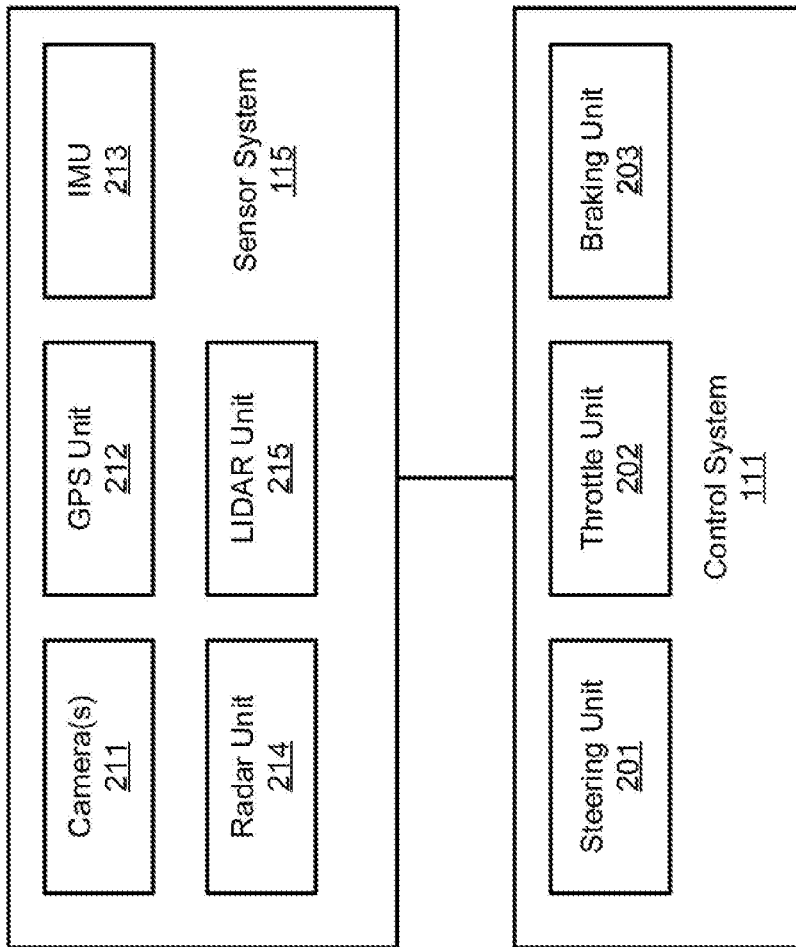 Camera(s)
211
GPS Unit
212
IMU
213
Radar Unit
214
LIDAR Unit
215
Sensor System
115
Steering Unit
201
Throttle Unit
202
Braking Unit
203
Control System
111